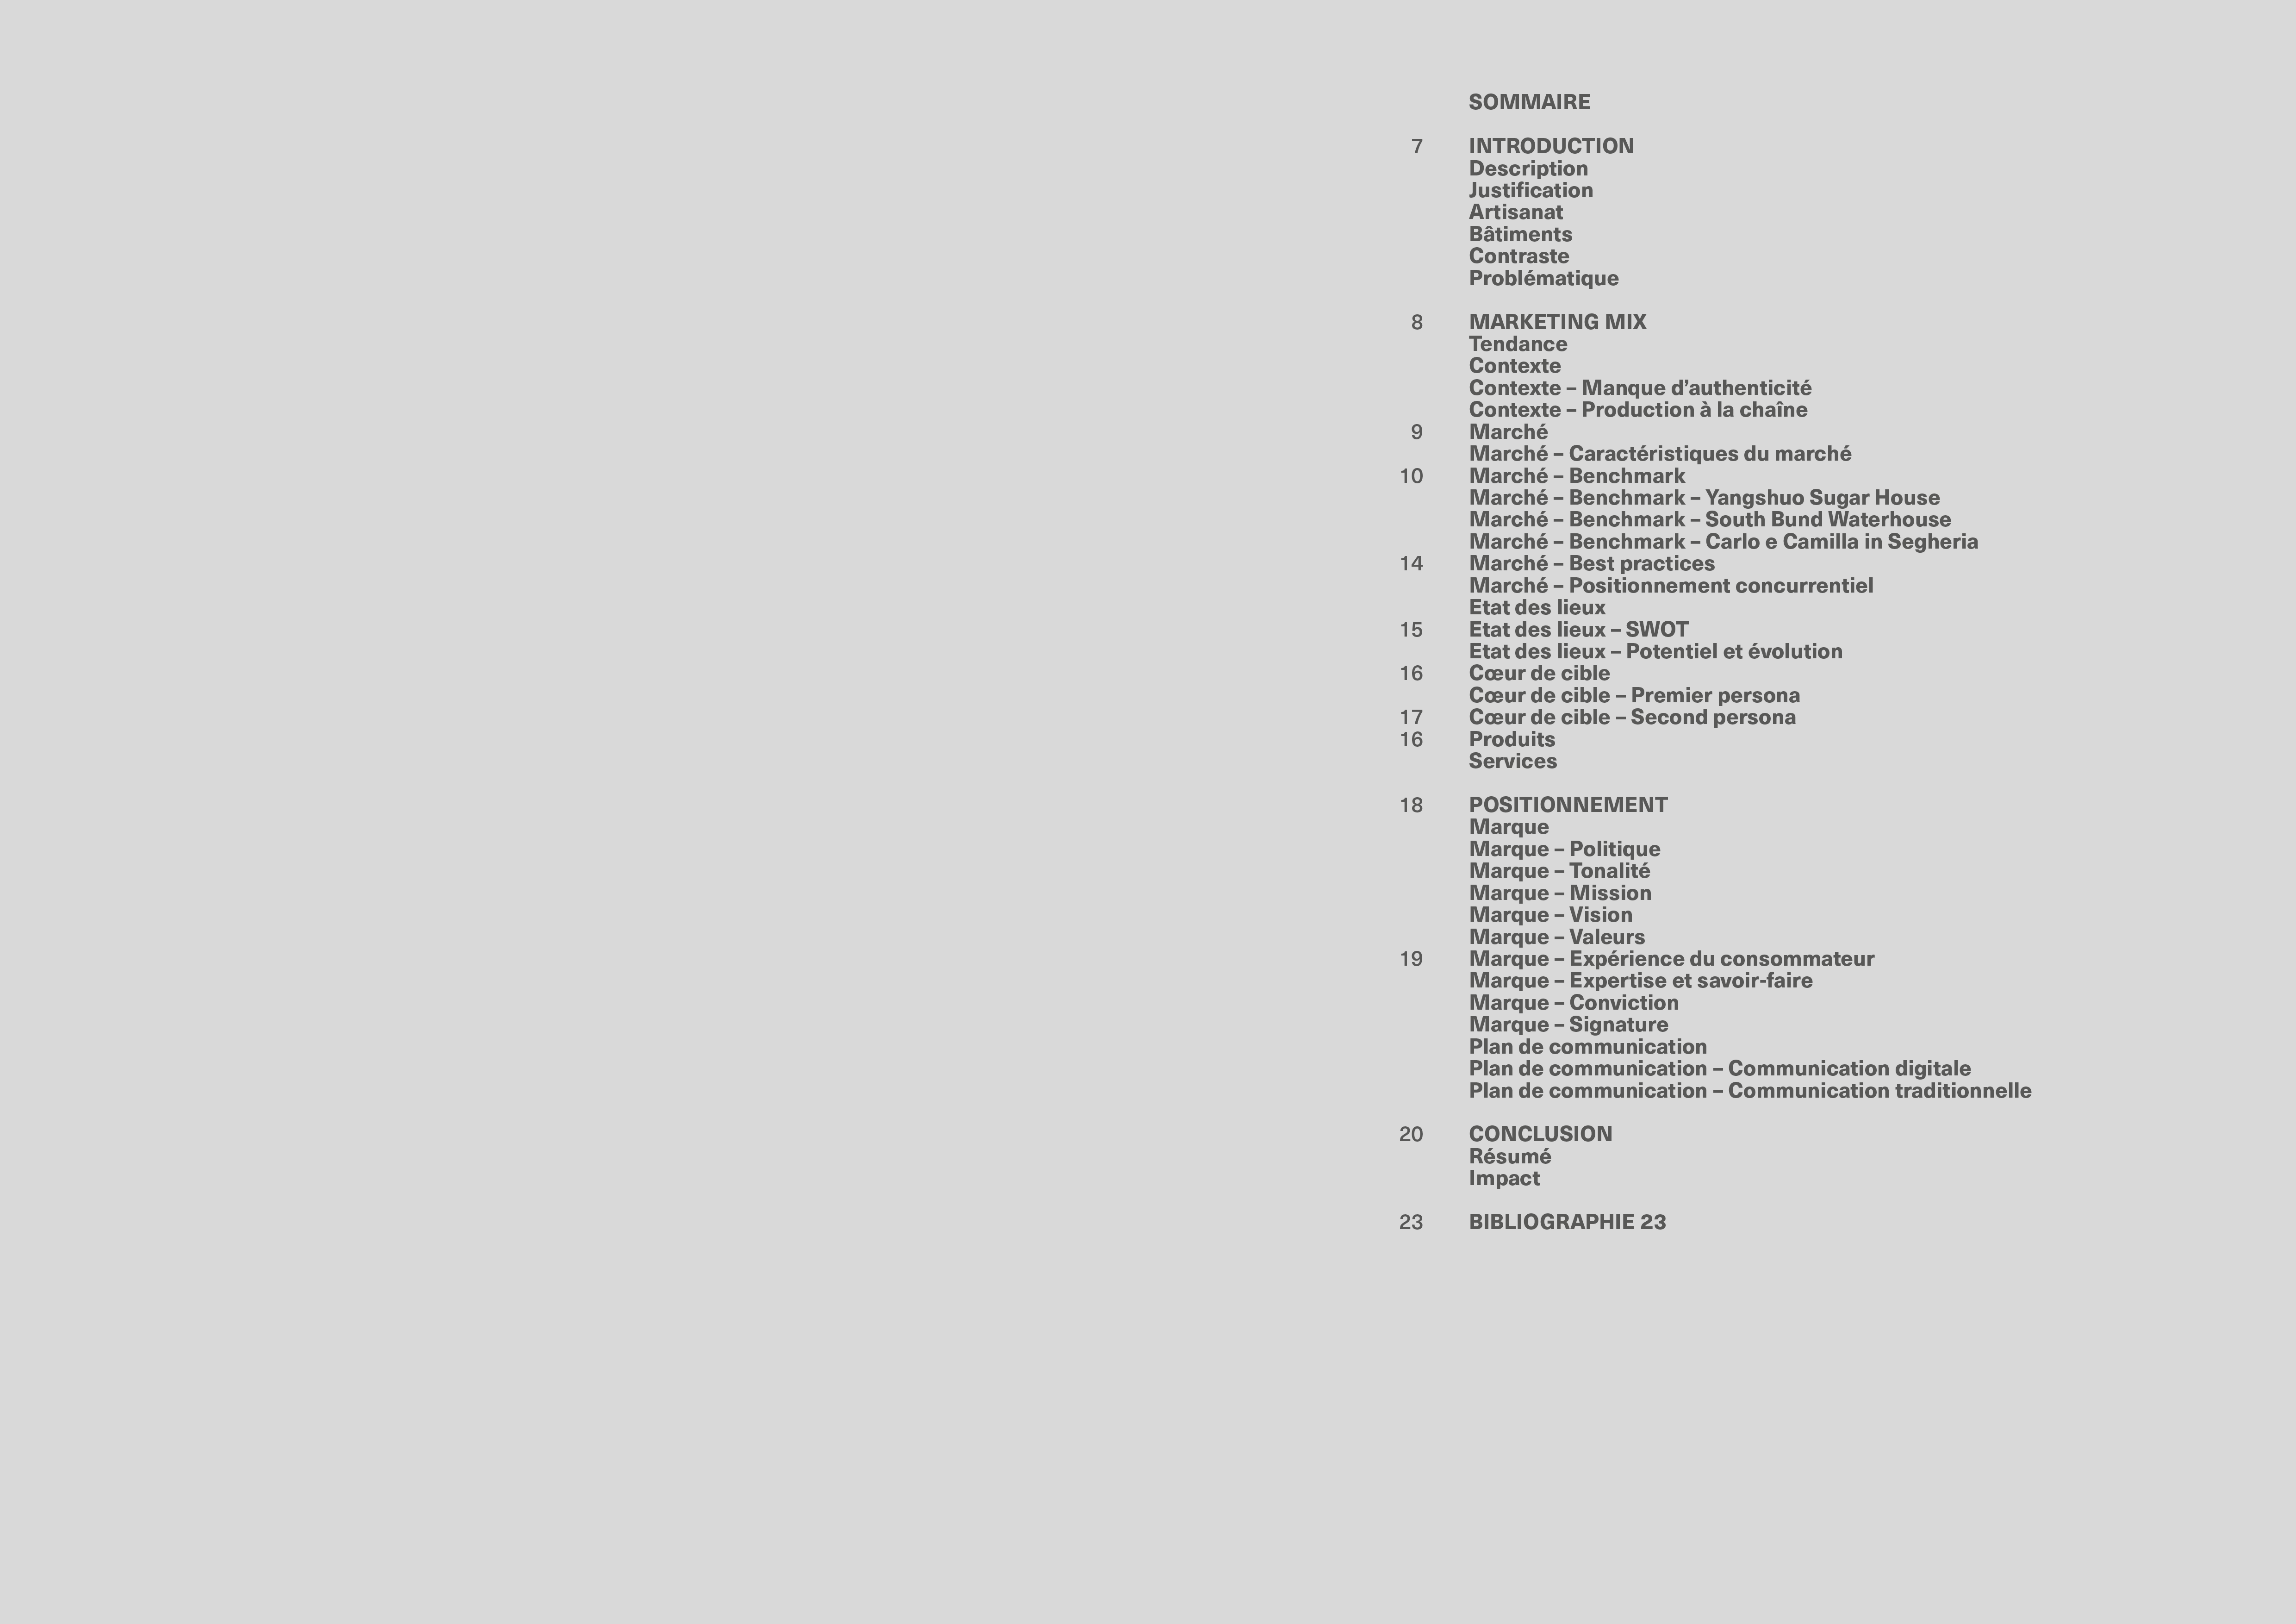 SOMMAIRE
7 INTRODUCTION
Description
Justification
Artisanat
Bâtiments
Contraste
Problématique
8 MARKETING MIX
Tendance
Contexte
Contexte – Manque d’authenticité
Contexte – Production à la chaîne
9 Marché
Marché – Caractéristiques du marché
10 Marché – Benchmark
Marché – Benchmark – Yangshuo Sugar House
Marché – Benchmark – South Bund Waterhouse
Marché – Benchmark – Carlo e Camilla in Segheria
14 Marché – Best practices
Marché – Positionnement concurrentiel
Etat des lieux
15 Etat des lieux – SWOT
Etat des lieux – Potentiel et évolution
16 Cœur de cible
Cœur de cible – Premier persona
17 Cœur de cible – Second persona
16 Produits
Services
18 POSITIONNEMENT
Marque
Marque – Politique
Marque – Tonalité
Marque – Mission
Marque – Vision
Marque – Valeurs
19 Marque – Expérience du consommateur
Marque – Expertise et savoir-faire
Marque – Conviction
Marque – Signature
Plan de communication
Plan de communication – Communication digitale
Plan de communication – Communication traditionnelle
20 CONCLUSION
Résumé
Impact
23 BIBLIOGRAPHIE 23